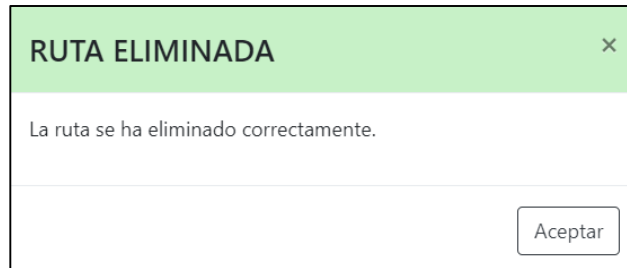 RUTA ELIMINADA ×
La ruta se ha eliminado correctamente.
Aceptar